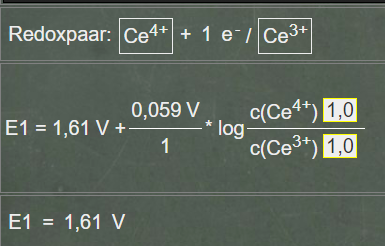 Redoxpaar: Ce4+ + 1 e- / Ce3+
E1 = 1,61 V + 0,059 V / 1 * log c(Ce4+) 1,0 / c(Ce3+) 1,0
E1 = 1,61 V